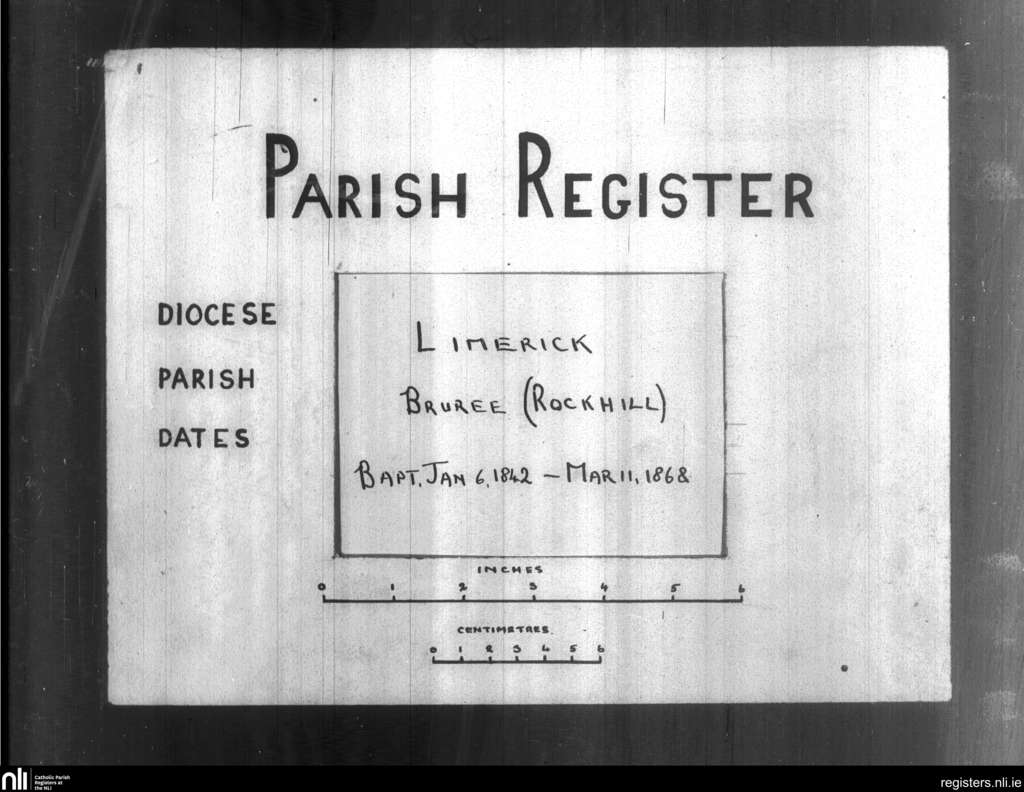 PARISH REGISTER
DIOCESE LIMERICK
PARISH BRUREE (ROCKHILL)
DATES BAPT. JAN 6, 1842 – MAR 11, 1868
INCHES
0 1 2 3 4 5 6
CENTIMETRES
0 1 2 3 4 5 6
nli Catholic Parish
Registers at
the NLI
registers.nli.ie